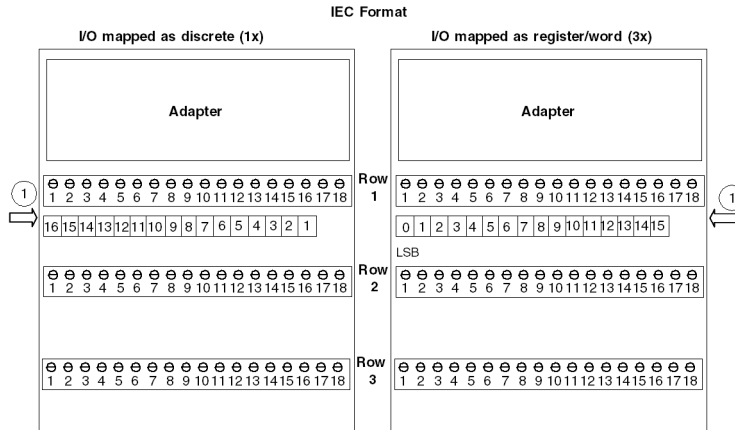 IEC Format
I/O mapped as discrete (1x) I/O mapped as register/word (3x)
Adapter Adapter
1 Row 1
1 2 3 4 5 6 7 8 9 10 11 12 13 14 15 16 17 18 1 1 2 3 4 5 6 7 8 9 10 11 12 13 14 15 16 17 18
16 15 14 13 12 11 10 9 8 7 6 5 4 3 2 1 0 1 2 3 4 5 6 7 8 9 10 11 12 13 14 15
LSB
Row
1 2 3 4 5 6 7 8 9 10 11 12 13 14 15 16 17 18 2 1 2 3 4 5 6 7 8 9 10 11 12 13 14 15 16 17 18
Row
1 2 3 4 5 6 7 8 9 10 11 12 13 14 15 16 17 18 3 1 2 3 4 5 6 7 8 9 10 11 12 13 14 15 16 17 18